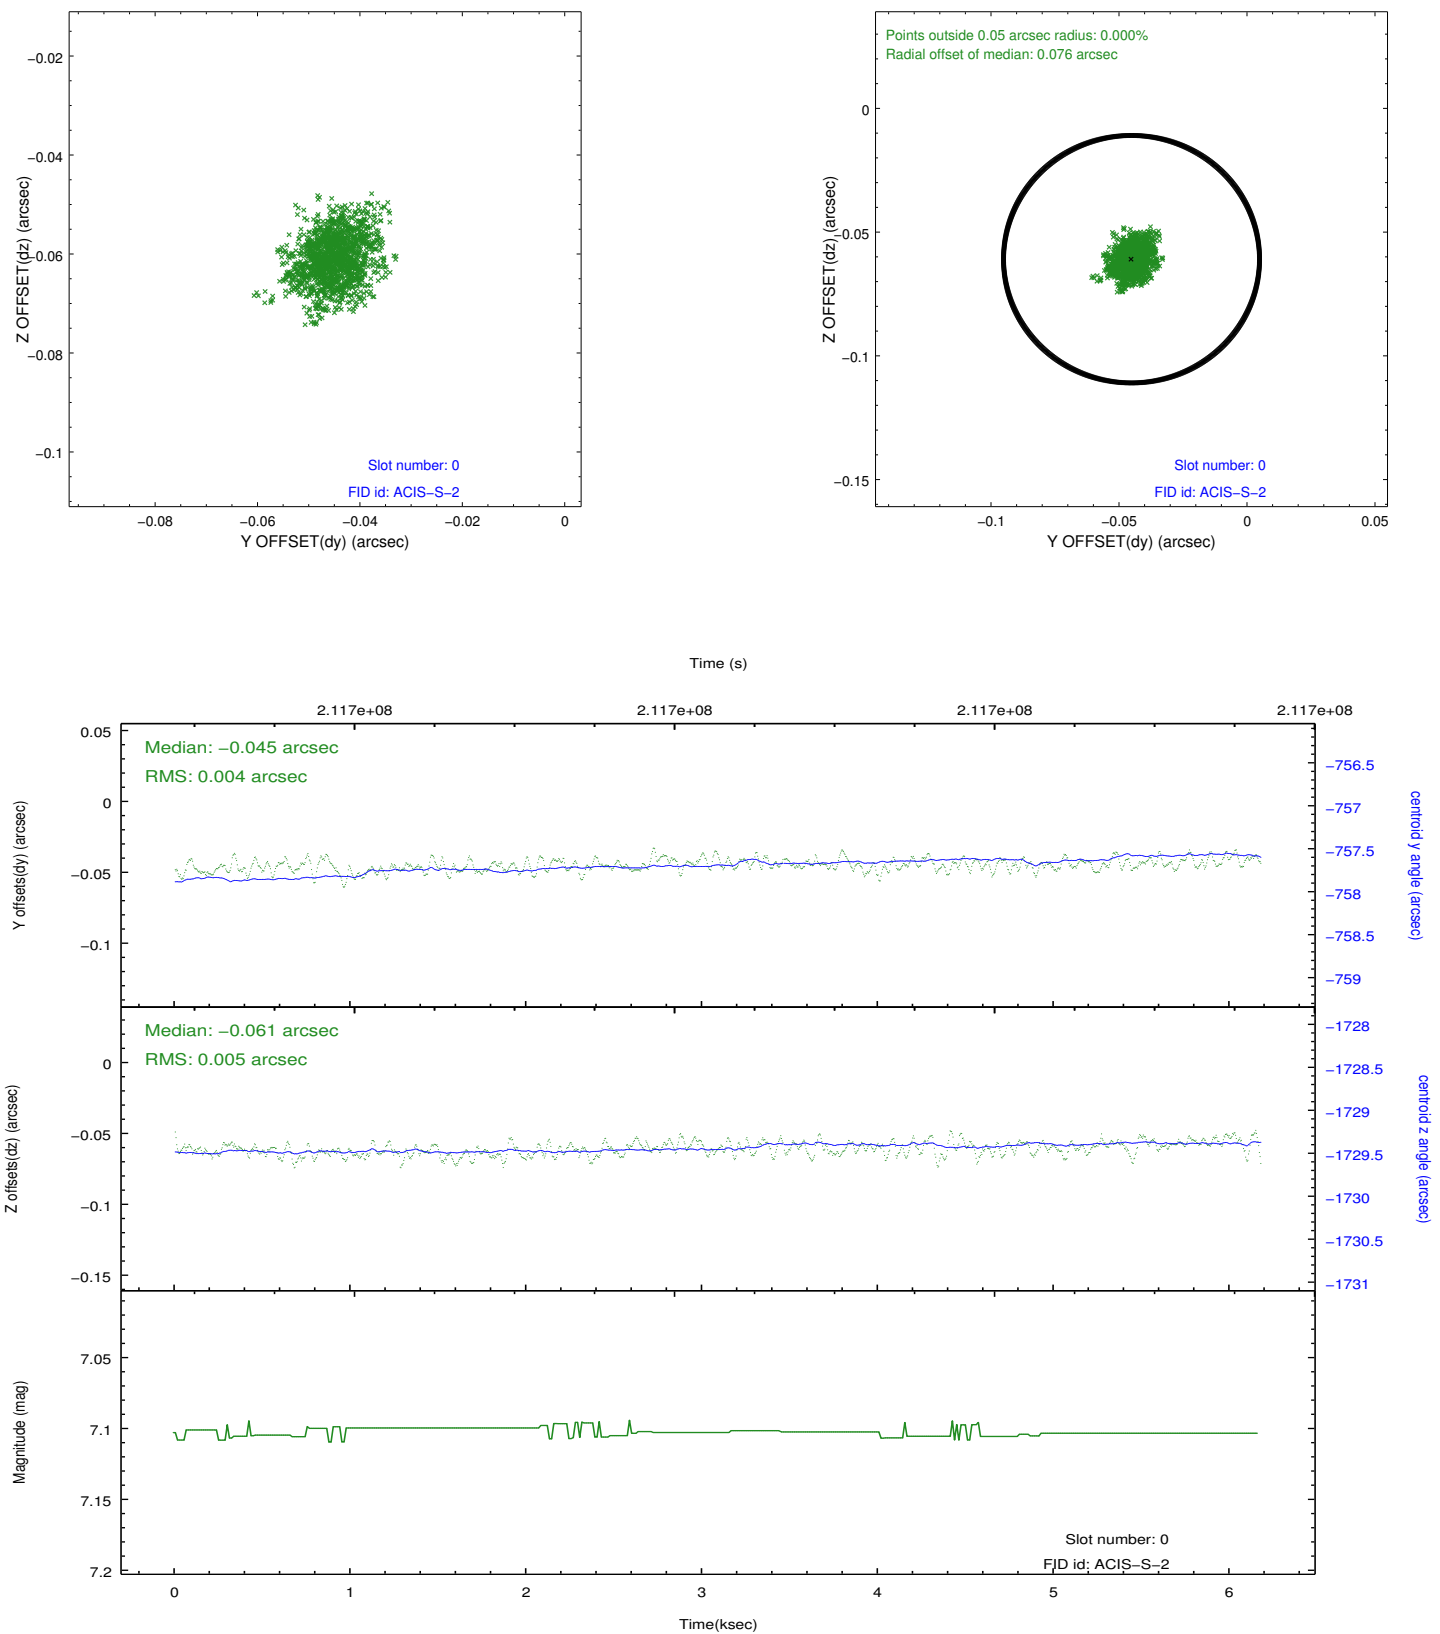 −0.02
−0.04
−0.06
−0.08
−0.1
Z OFFSET(dz) (arcsec)
Slot number: 0
FID id: ACIS−S−2
−0.08
−0.06
−0.04
−0.02
0
Y OFFSET(dy) (arcsec)
Points outside 0.05 arcsec radius: 0.000%
Radial offset of median: 0.076 arcsec
0
−0.05
−0.1
−0.15
Z OFFSET(dz) (arcsec)
Slot number: 0
FID id: ACIS−S−2
−0.1
−0.05
0
0.05
Y OFFSET(dy) (arcsec)
Time (s)
2.117e+08
2.117e+08
2.117e+08
2.117e+08
Median: −0.045 arcsec
RMS: 0.004 arcsec
0.05
0
−0.05
−0.1
Y offsets(dy) (arcsec)
−756.5
−757
−757.5
−758
−758.5
−759
centroid y angle (arcsec)
Median: −0.061 arcsec
RMS: 0.005 arcsec
0
−0.05
−0.1
−0.15
Z offsets(dz) (arcsec)
−1728
−1728.5
−1729
−1729.5
−1730
−1730.5
−1731
centroid z angle (arcsec)
7.05
7.1
7.15
7.2
Magnitude (mag)
Slot number: 0
FID id: ACIS−S−2
0
1
2
3
4
5
6
Time(ksec)